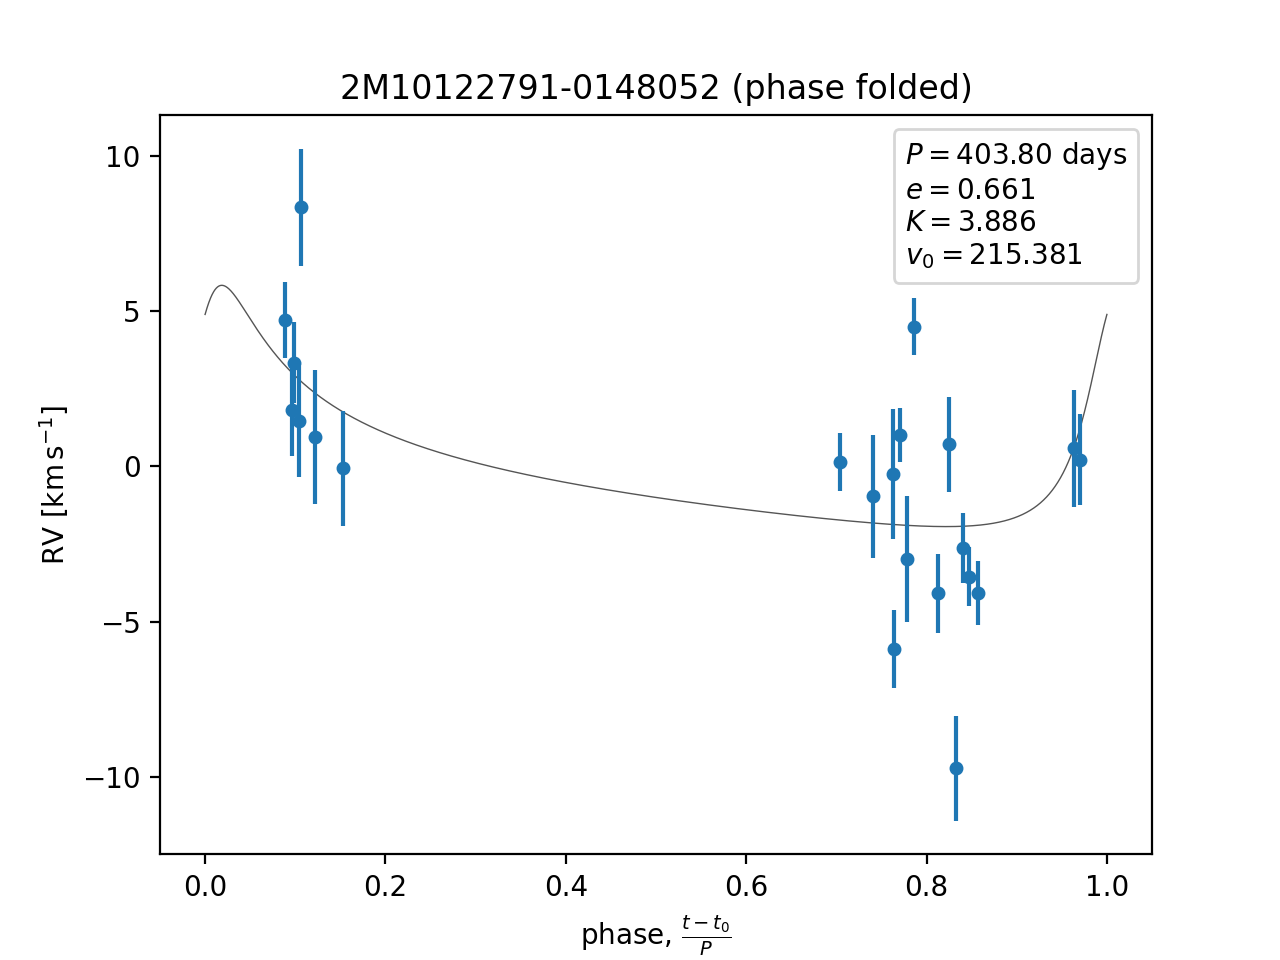 2M10122791-0148052 (phase folded)
P = 403.80 days
e = 0.661
K = 3.886
v₀ = 215.381
RV [km s⁻¹]
10
5
0
−5
−10
0.0 0.2 0.4 0.6 0.8 1.0
phase, (t − t₀)/P